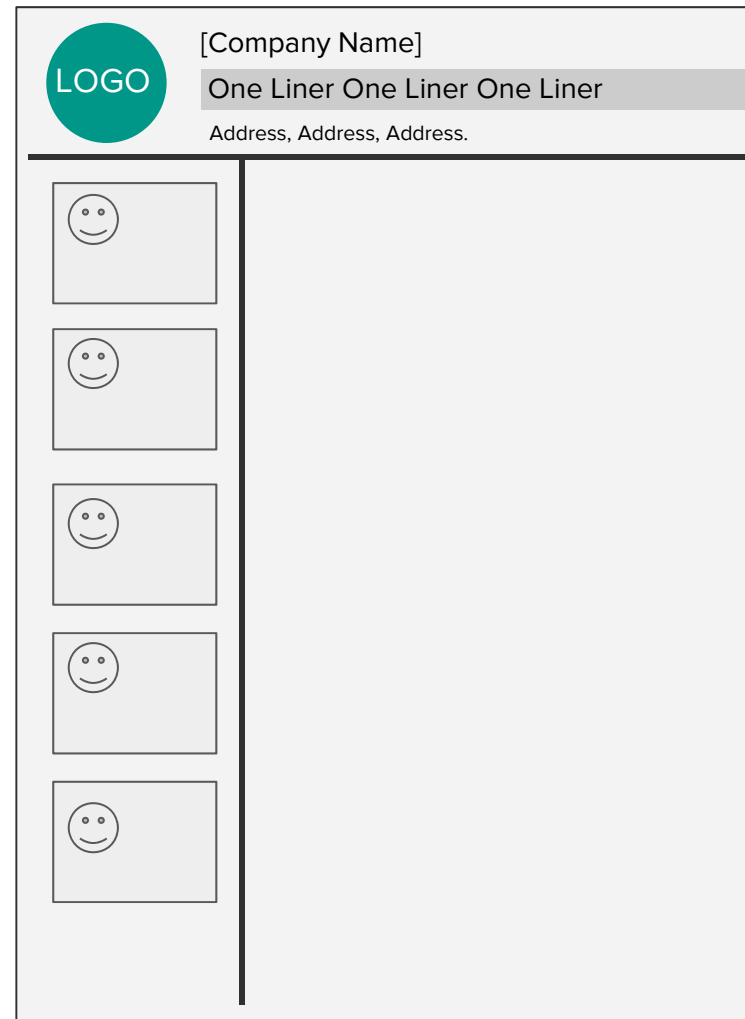 LOGO
[Company Name]
One Liner One Liner One Liner
Address, Address, Address.